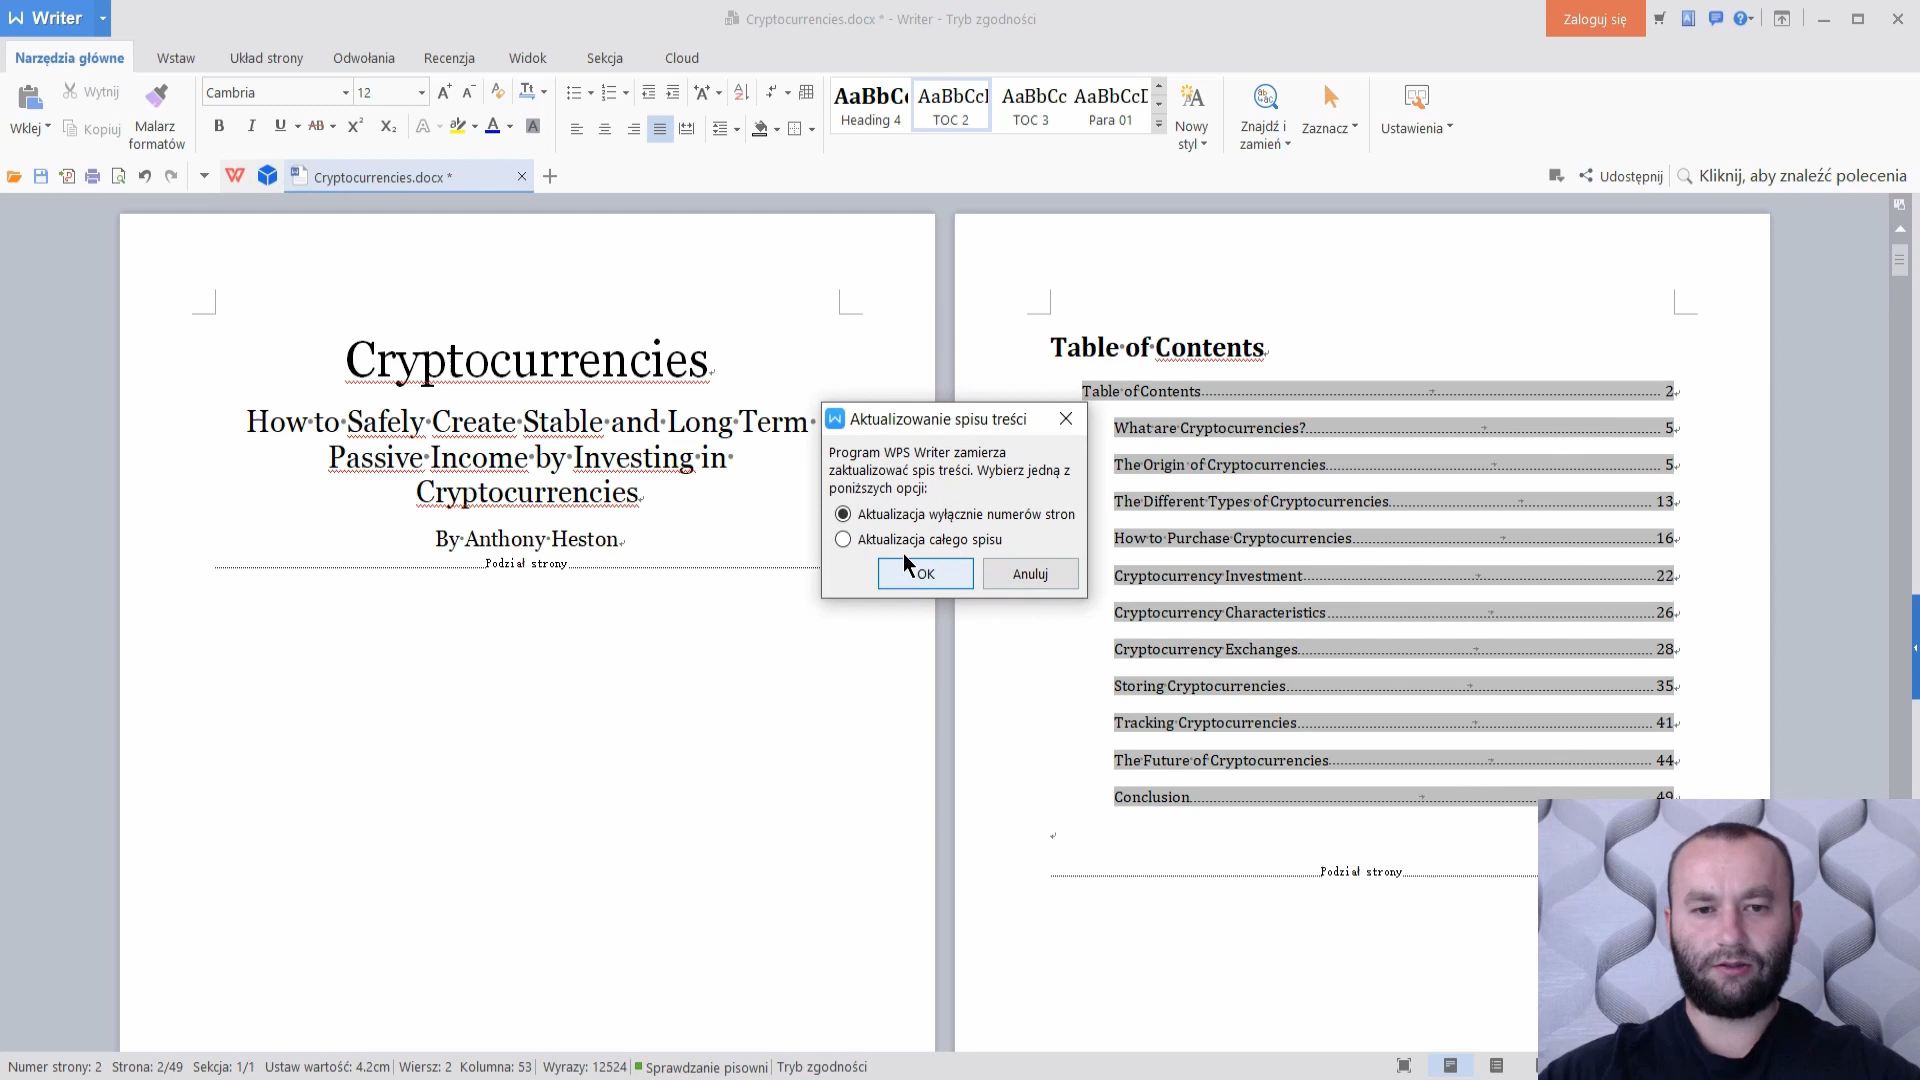 Writer
Cryptocurrencies.docx * - Writer - Tryb zgodności
Zaloguj się
Narzędzia główne
Wstaw
Układ strony
Odwołania
Recenzja
Widok
Sekcja
Cloud
Wklej
Wytnij
Kopiuj
Malarz
formatów
Cambria
12
AaBbC
Heading 4
AaBbCcI
TOC 2
AaBbCc
TOC 3
AaBbCcD
Para 01
Nowy
styl
Znajdź i
zamień
Zaznacz
Ustawienia
Cryptocurrencies.docx *
Udostępnij
Kliknij, aby znaleźć polecenia
Cryptocurrencies
How to Safely Create Stable and Long Term
Passive Income by Investing in
Cryptocurrencies
By Anthony Heston
Podział strony
Aktualizowanie spisu treści
Program WPS Writer zamierza
zaktualizować spis treści. Wybierz jedną z
poniższych opcji:
Aktualizacja wyłącznie numerów stron
Aktualizacja całego spisu
OK
Anuluj
Table of Contents
Table of Contents 2
What are Cryptocurrencies? 5
The Origin of Cryptocurrencies 5
The Different Types of Cryptocurrencies 13
How to Purchase Cryptocurrencies 16
Cryptocurrency Investment 22
Cryptocurrency Characteristics 26
Cryptocurrency Exchanges 28
Storing Cryptocurrencies 35
Tracking Cryptocurrencies 41
The Future of Cryptocurrencies 44
Conclusion 49
Podział strony
Numer strony: 2 Strona: 2/49 Sekcja: 1/1 Ustaw wartość: 4.2cm Wiersz: 2 Kolumna: 53 Wyrazy: 12524 Sprawdzanie pisowni Tryb zgodności